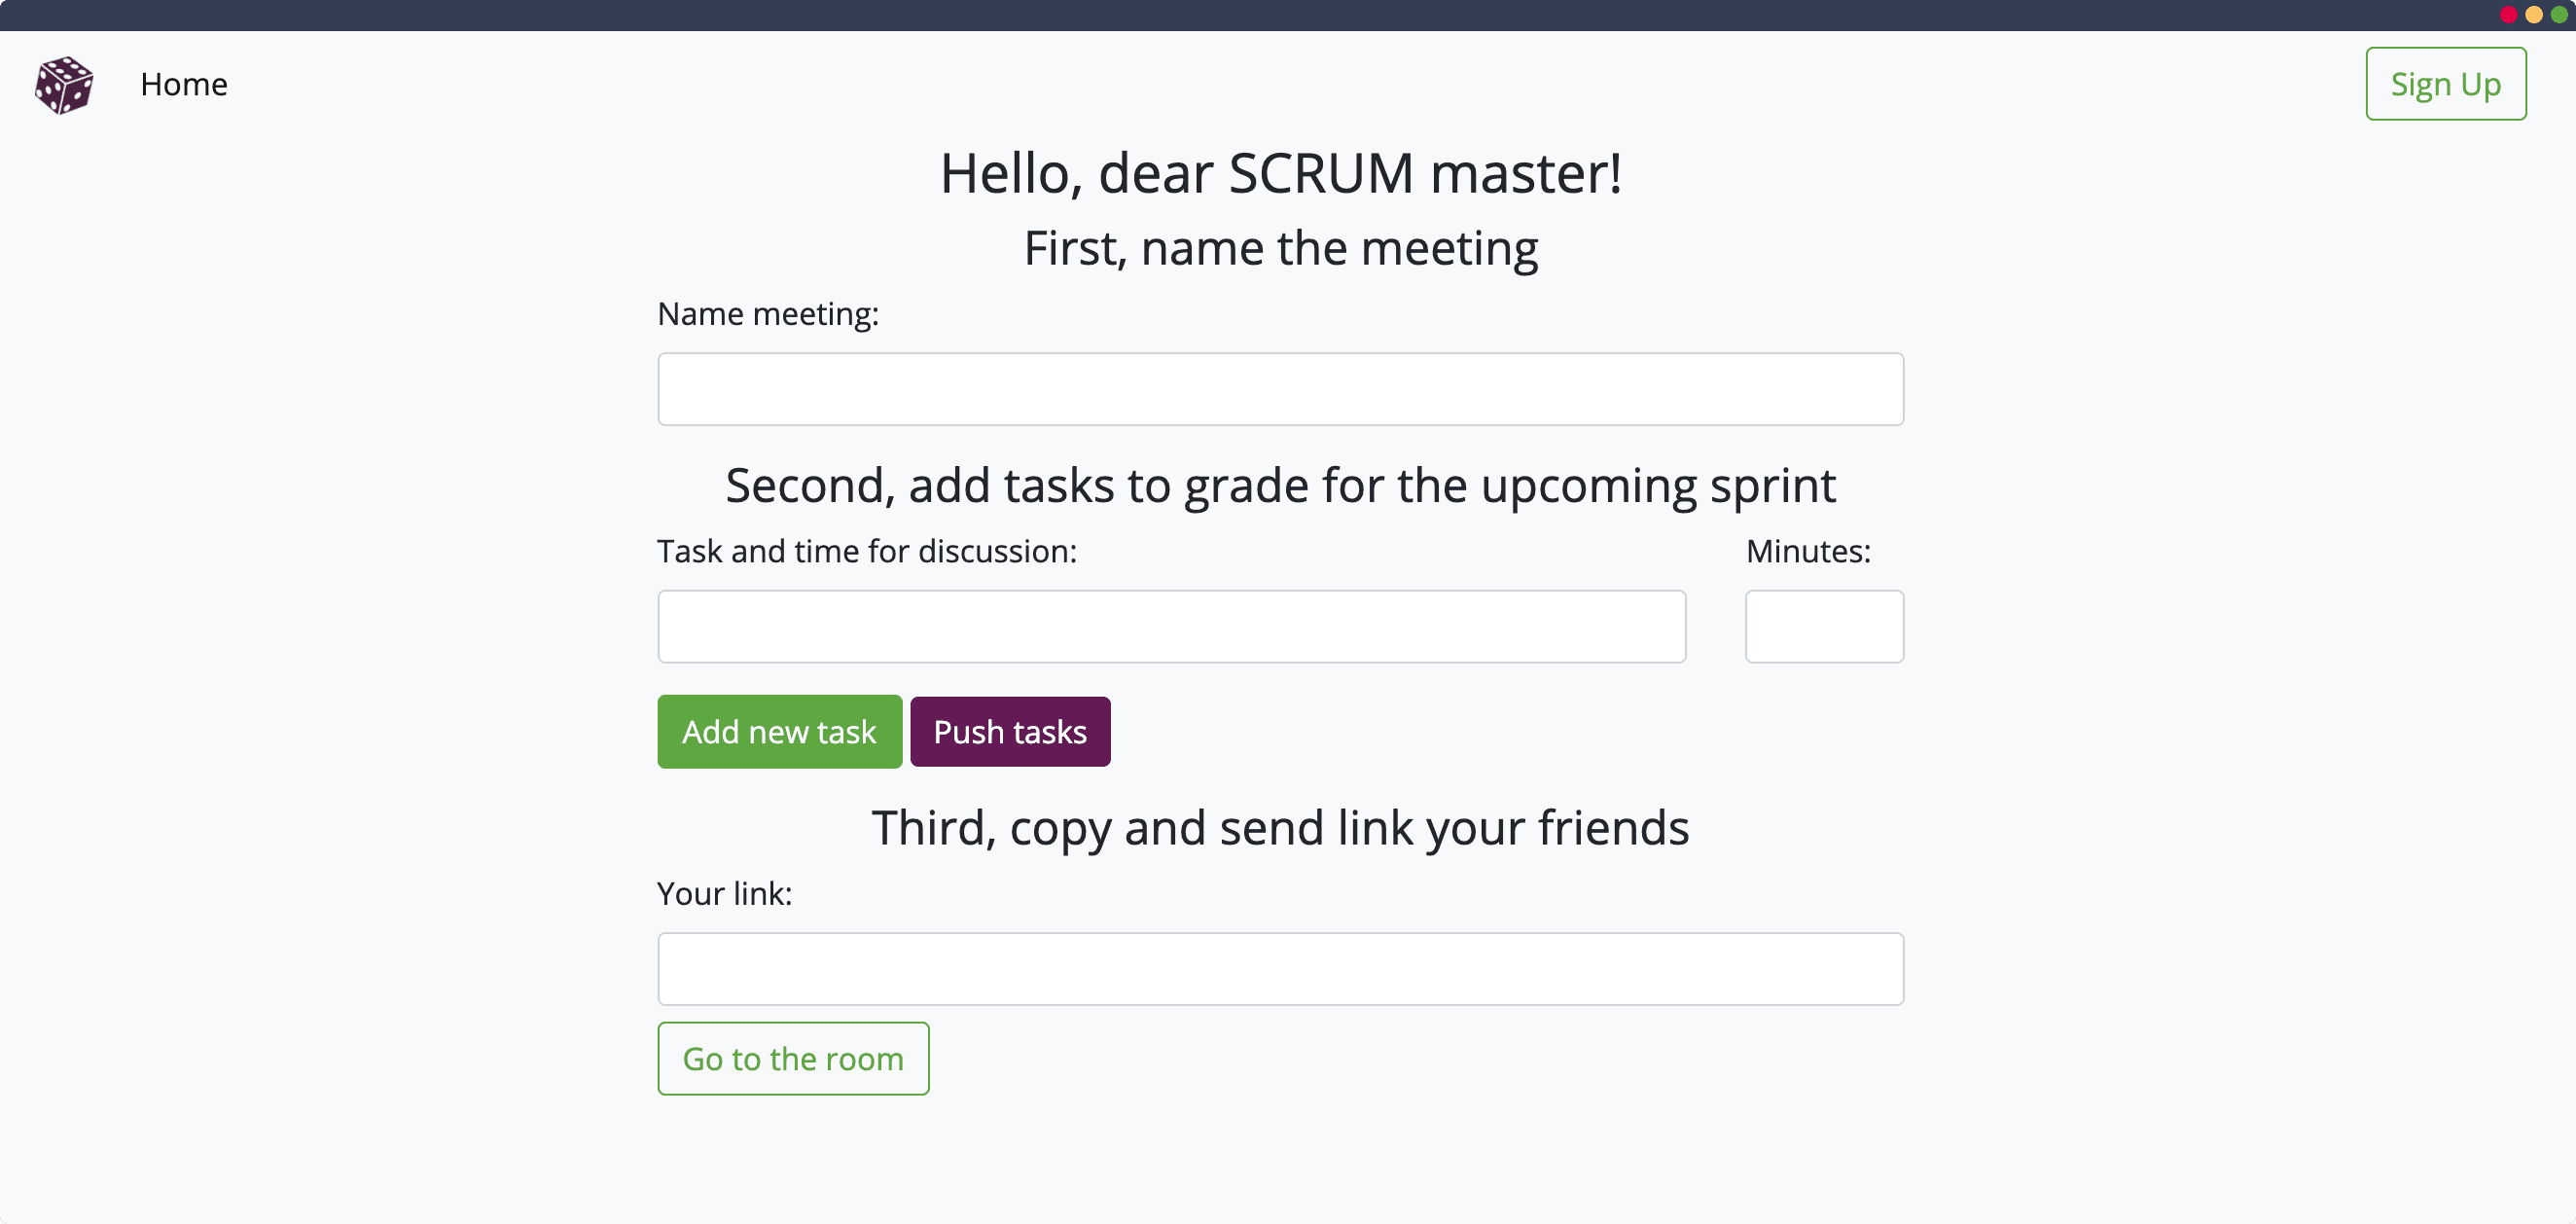 Home
Sign Up
Hello, dear SCRUM master!
First, name the meeting
Name meeting:
Second, add tasks to grade for the upcoming sprint
Task and time for discussion:
Minutes:
Add new task
Push tasks
Third, copy and send link your friends
Your link:
Go to the room